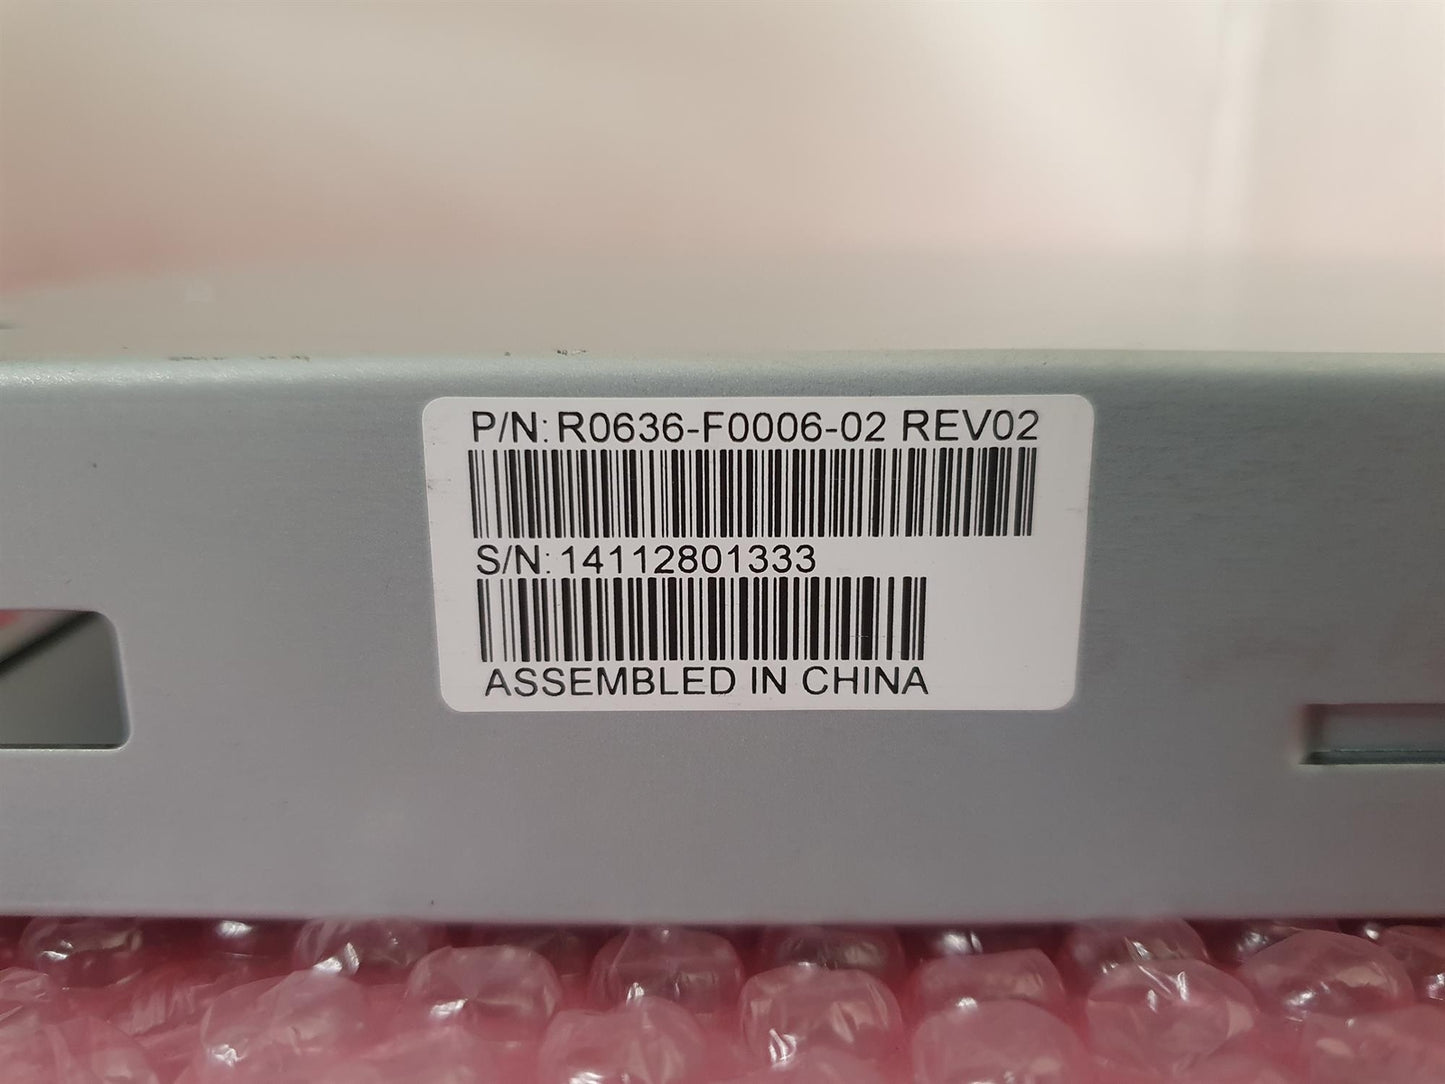 P/N: R0636-F0006-02 REV02
S/N: 14112801333
ASSEMBLED IN CHINA